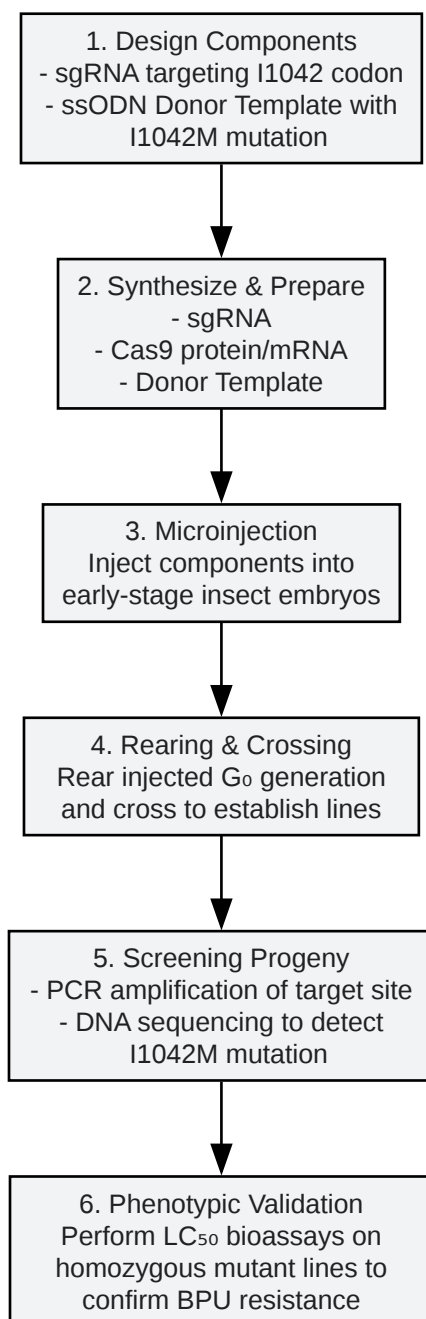 1. Design Components
- sgRNA targeting I1042 codon
- ssODN Donor Template with
I1042M mutation
2. Synthesize & Prepare
- sgRNA
- Cas9 protein/mRNA
- Donor Template
3. Microinjection
Inject components into
early-stage insect embryos
4. Rearing & Crossing
Rear injected G₀ generation
and cross to establish lines
5. Screening Progeny
- PCR amplification of target site
- DNA sequencing to detect
I1042M mutation
6. Phenotypic Validation
Perform LC₅₀ bioassays on
homozygous mutant lines to
confirm BPU resistance